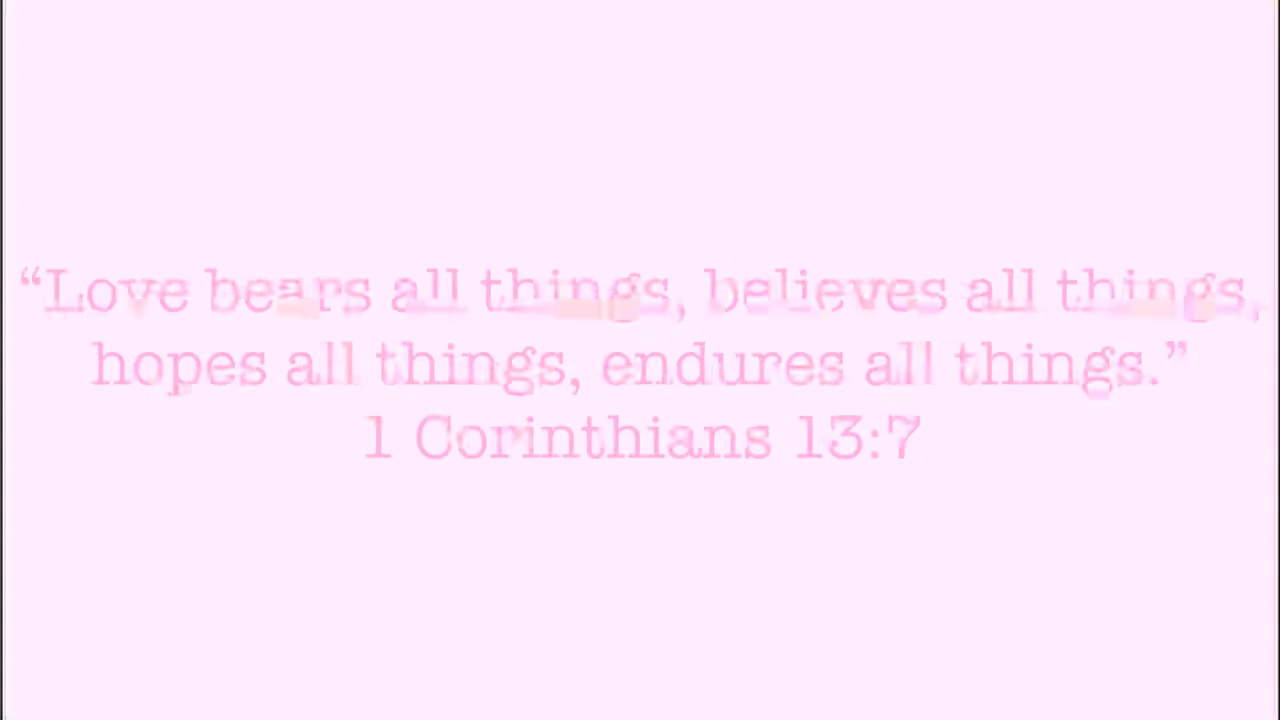 “Love bears all things, believes all things,
hopes all things, endures all things.”
1 Corinthians 13:7